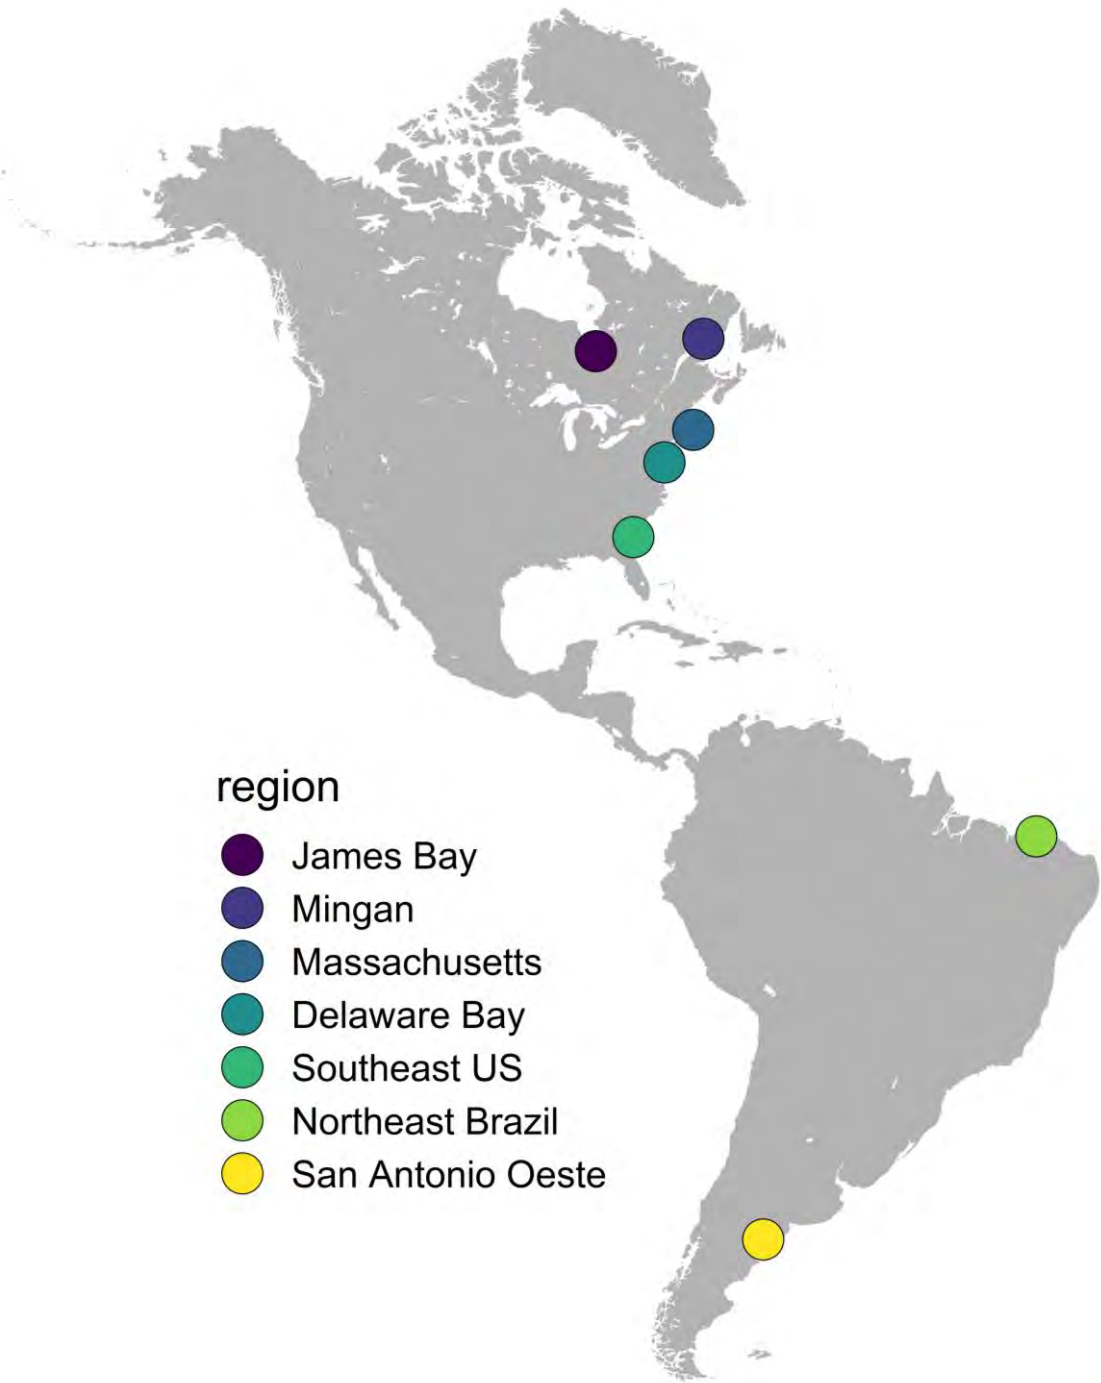 region
James Bay
Mingan
Massachusetts
Delaware Bay
Southeast US
Northeast Brazil
San Antonio Oeste